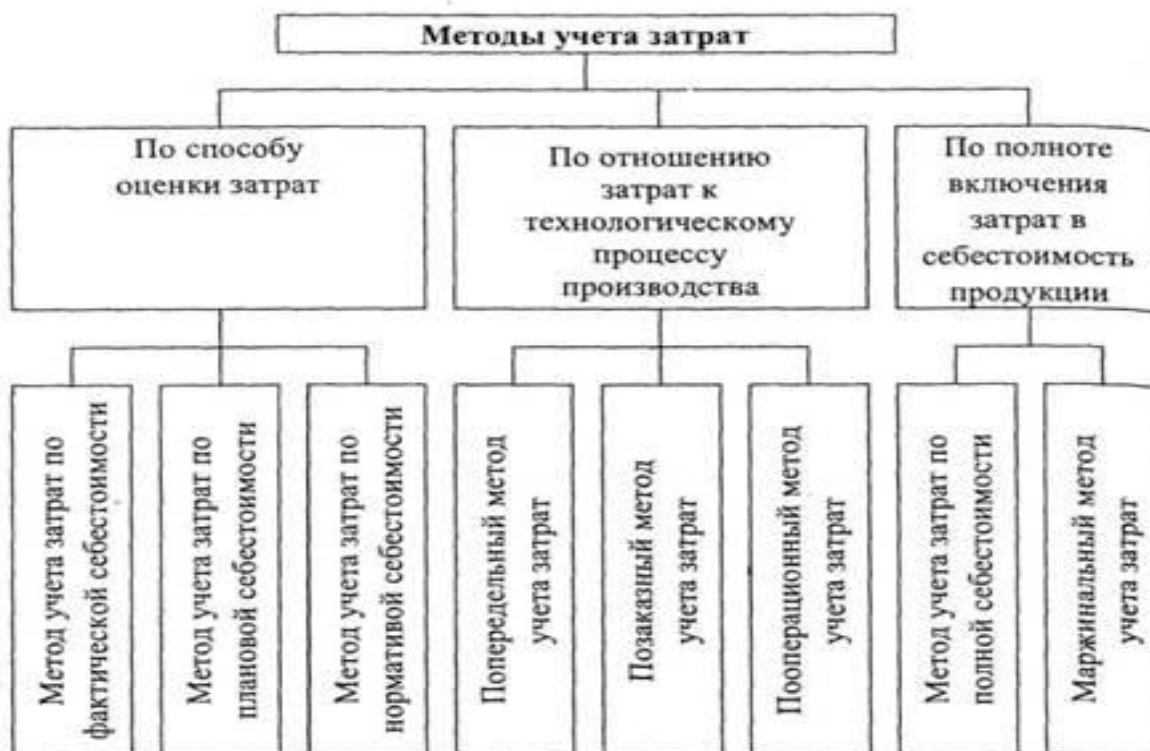 Методы учета затрат
По способу
оценки затрат
По отношению
затрат к
технологическому
процессу
производства
По полноте
включения
затрат в
себестоимость
продукции
Метод учета затрат по
фактической себестоимости
Метод учета затрат по
плановой себестоимости
Метод учета затрат по
нормативой себестоимости
Попередельный метод
учета затрат
Позаказный метод
учета затрат
Пооперационный метод
учета затрат
Метод учета затрат по
полной себестоимости
Маржинальный метод
учета затрат